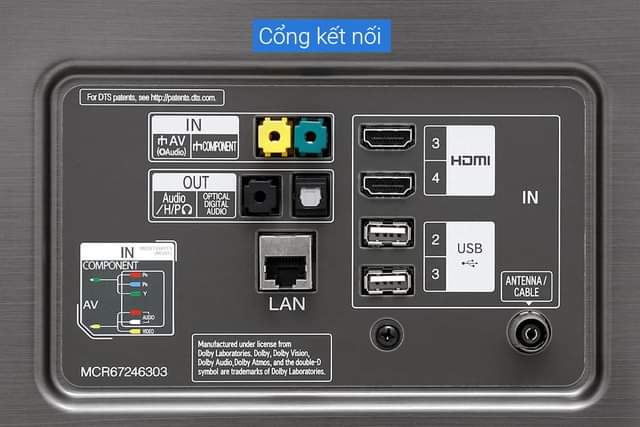 Cổng kết nối
For DTS patents, see http://patents.dts.com.
IN
AV
(Audio)
COMPONENT
OUT
Audio
/H/P
OPTICAL
DIGITAL
AUDIO
LAN
3
HDMI
4
IN
2
USB
3
ANTENNA /
CABLE
IN
COMPONENT
PR
PB
Y
AV
AUDIO
VIDEO
MCR67246303
Manufactured under license from
Dolby Laboratories. Dolby, Dolby Vision,
Dolby Audio, Dolby Atmos, and the double-D
symbol are trademarks of Dolby Laboratories.